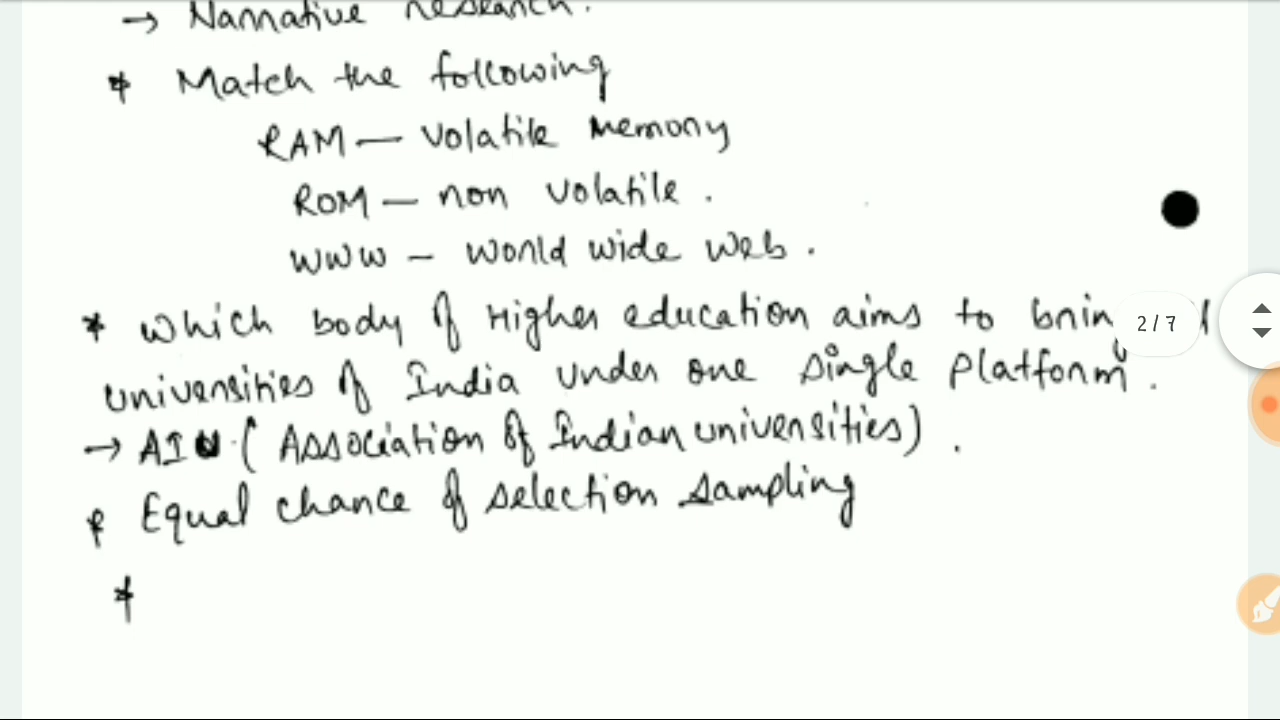 → Narrative research.
* Match the following
RAM — volatile memory
ROM — non volatile.
WWW — World wide web.
* Which body of Higher education aims to bring
2/7
universities of India under one single platform.
→ AIU. (Association of Indian universities).
* Equal chance of selection sampling
*